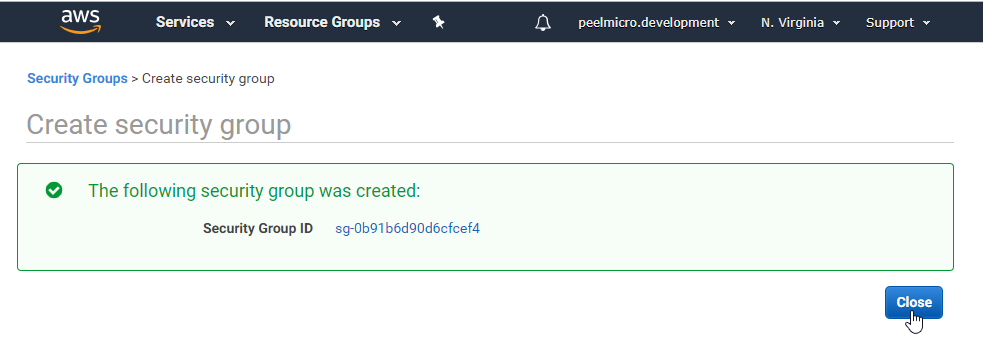 aws Services Resource Groups peelmicro.development N. Virginia Support
Security Groups > Create security group
Create security group
The following security group was created:
Security Group ID sg-0b91b6d90d6cfcef4
Close